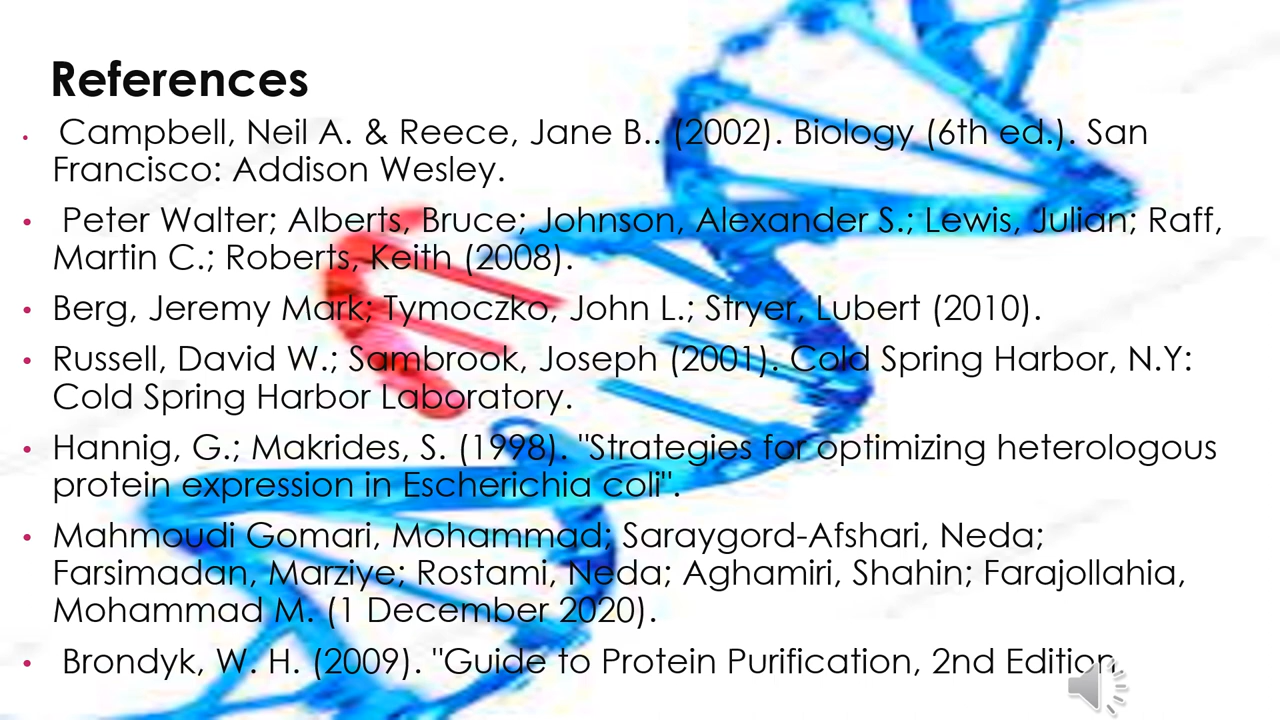 References
• Campbell, Neil A. & Reece, Jane B.. (2002). Biology (6th ed.). San
Francisco: Addison Wesley.
• Peter Walter; Alberts, Bruce; Johnson, Alexander S.; Lewis, Julian; Raff,
Martin C.; Roberts, Keith (2008).
• Berg, Jeremy Mark; Tymoczko, John L.; Stryer, Lubert (2010).
• Russell, David W.; Sambrook, Joseph (2001). Cold Spring Harbor, N.Y:
Cold Spring Harbor Laboratory.
• Hannig, G.; Makrides, S. (1998). "Strategies for optimizing heterologous
protein expression in Escherichia coli".
• Mahmoudi Gomari, Mohammad; Saraygord-Afshari, Neda;
Farsimadan, Marziye; Rostami, Neda; Aghamiri, Shahin; Farajollahia,
Mohammad M. (1 December 2020).
• Brondyk, W. H. (2009). "Guide to Protein Purification, 2nd Edition.